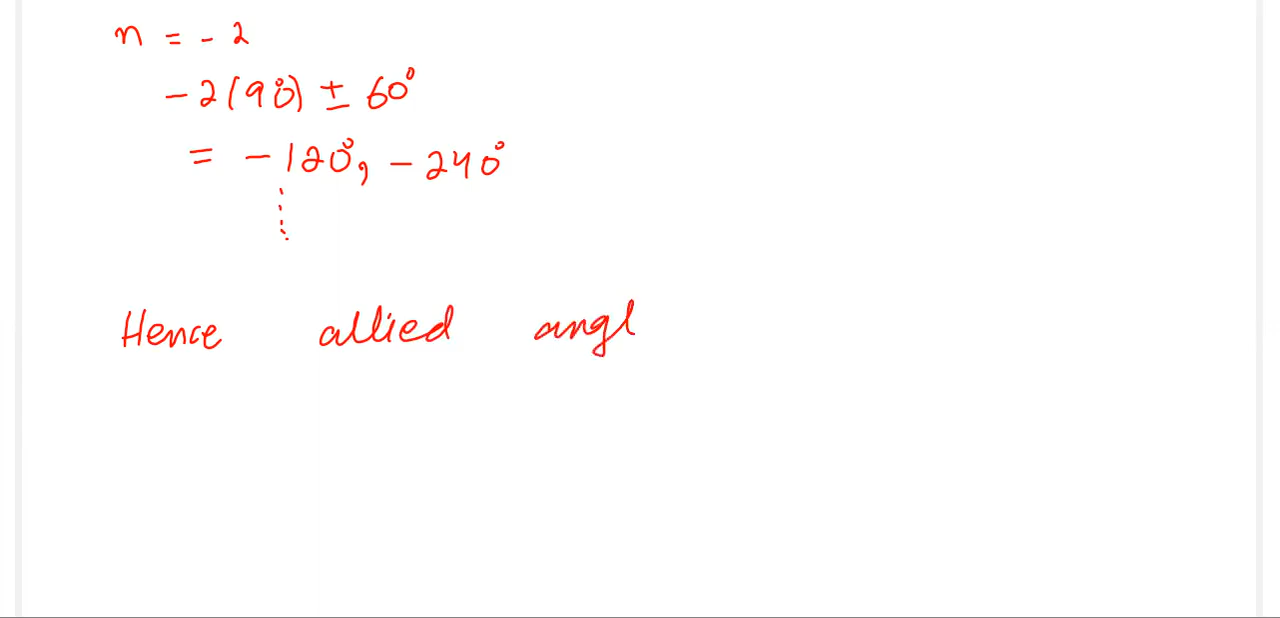 n = - 2
- 2(90°) ± 60°
= - 120°, - 240°
Hence allied angl